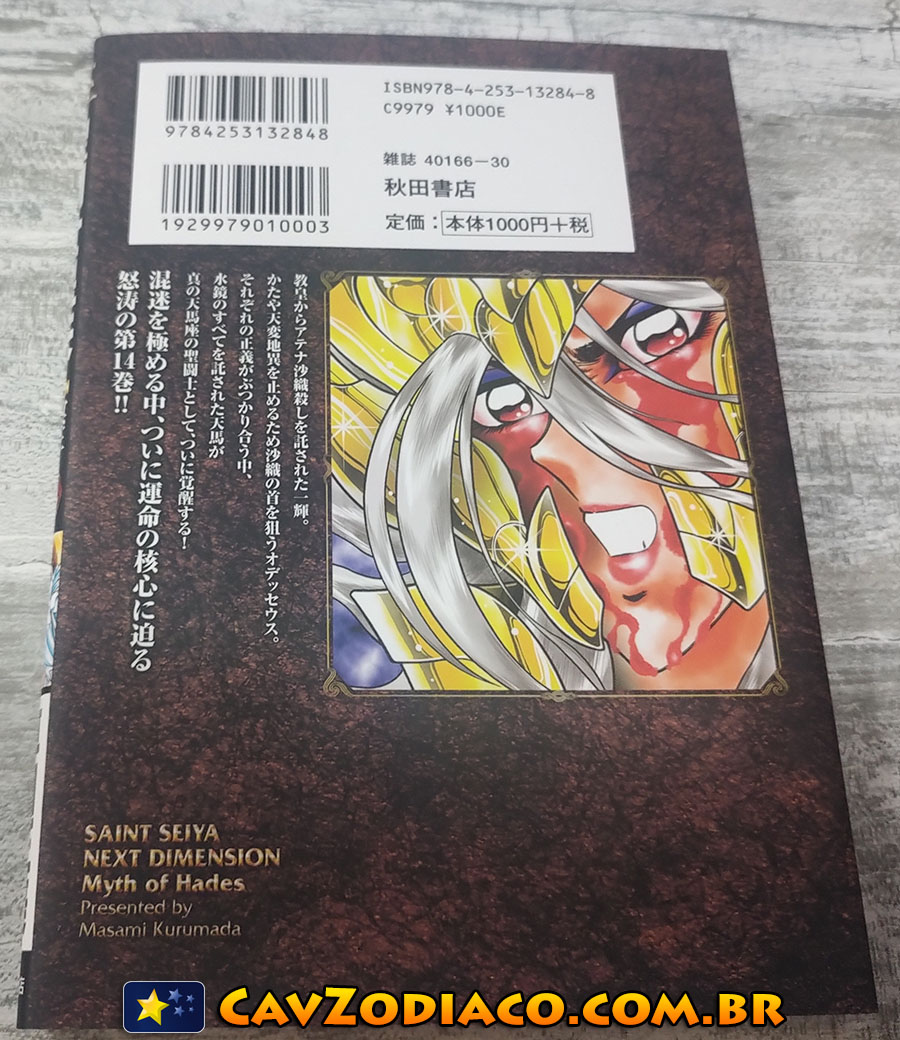 ISBN978-4-253-13284-8
C9979 ¥1000E
9784253132848
雑誌 40166-30
秋田書店
1929979010003
定価：本体1000円+税
教皇からアテナ沙織殺しを託された一輝。
かたや天変地異を止めるため沙織の首を狙うオデッセウス。
それぞれの正義がぶつかり合う中、
水鏡のすべてを託された天馬が
真の天馬座の聖闘士として、ついに覚醒する！
混迷を極める中、ついに運命の核心に迫る
怒涛の第14巻!!
SAINT SEIYA
NEXT DIMENSION
Myth of Hades
Presented by
Masami Kurumada
CAVZODIACO.COM.BR